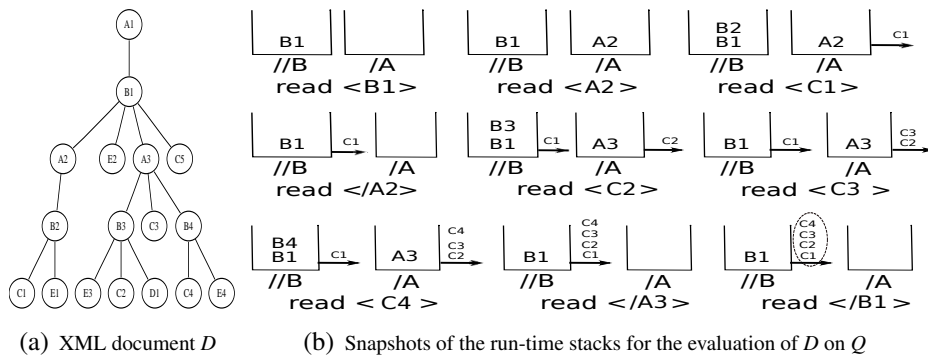 A1
B1
A2
E2
A3
C5
B2
B3
C3
B4
C1
E1
E3
C2
D1
C4
E4
(a) XML document D
B1
//B
/A
read <B1>
B1
A2
//B
/A
read <A2>
B2
B1
A2
C1
//B
/A
read <C1>
B1
C1
//B
/A
read </A2>
B3
B1
C1
A3
C2
//B
/A
read <C2>
B1
C1
A3
C3
C2
//B
/A
read <C3 >
B4
B1
C1
A3
C4
C3
C2
//B
/A
read < C4>
B1
C4
C3
C2
C1
//B
/A
read </A3>
B1
C4
C3
C2
C1
//B
/A
read </B1>
(b) Snapshots of the run-time stacks for the evaluation of D on Q